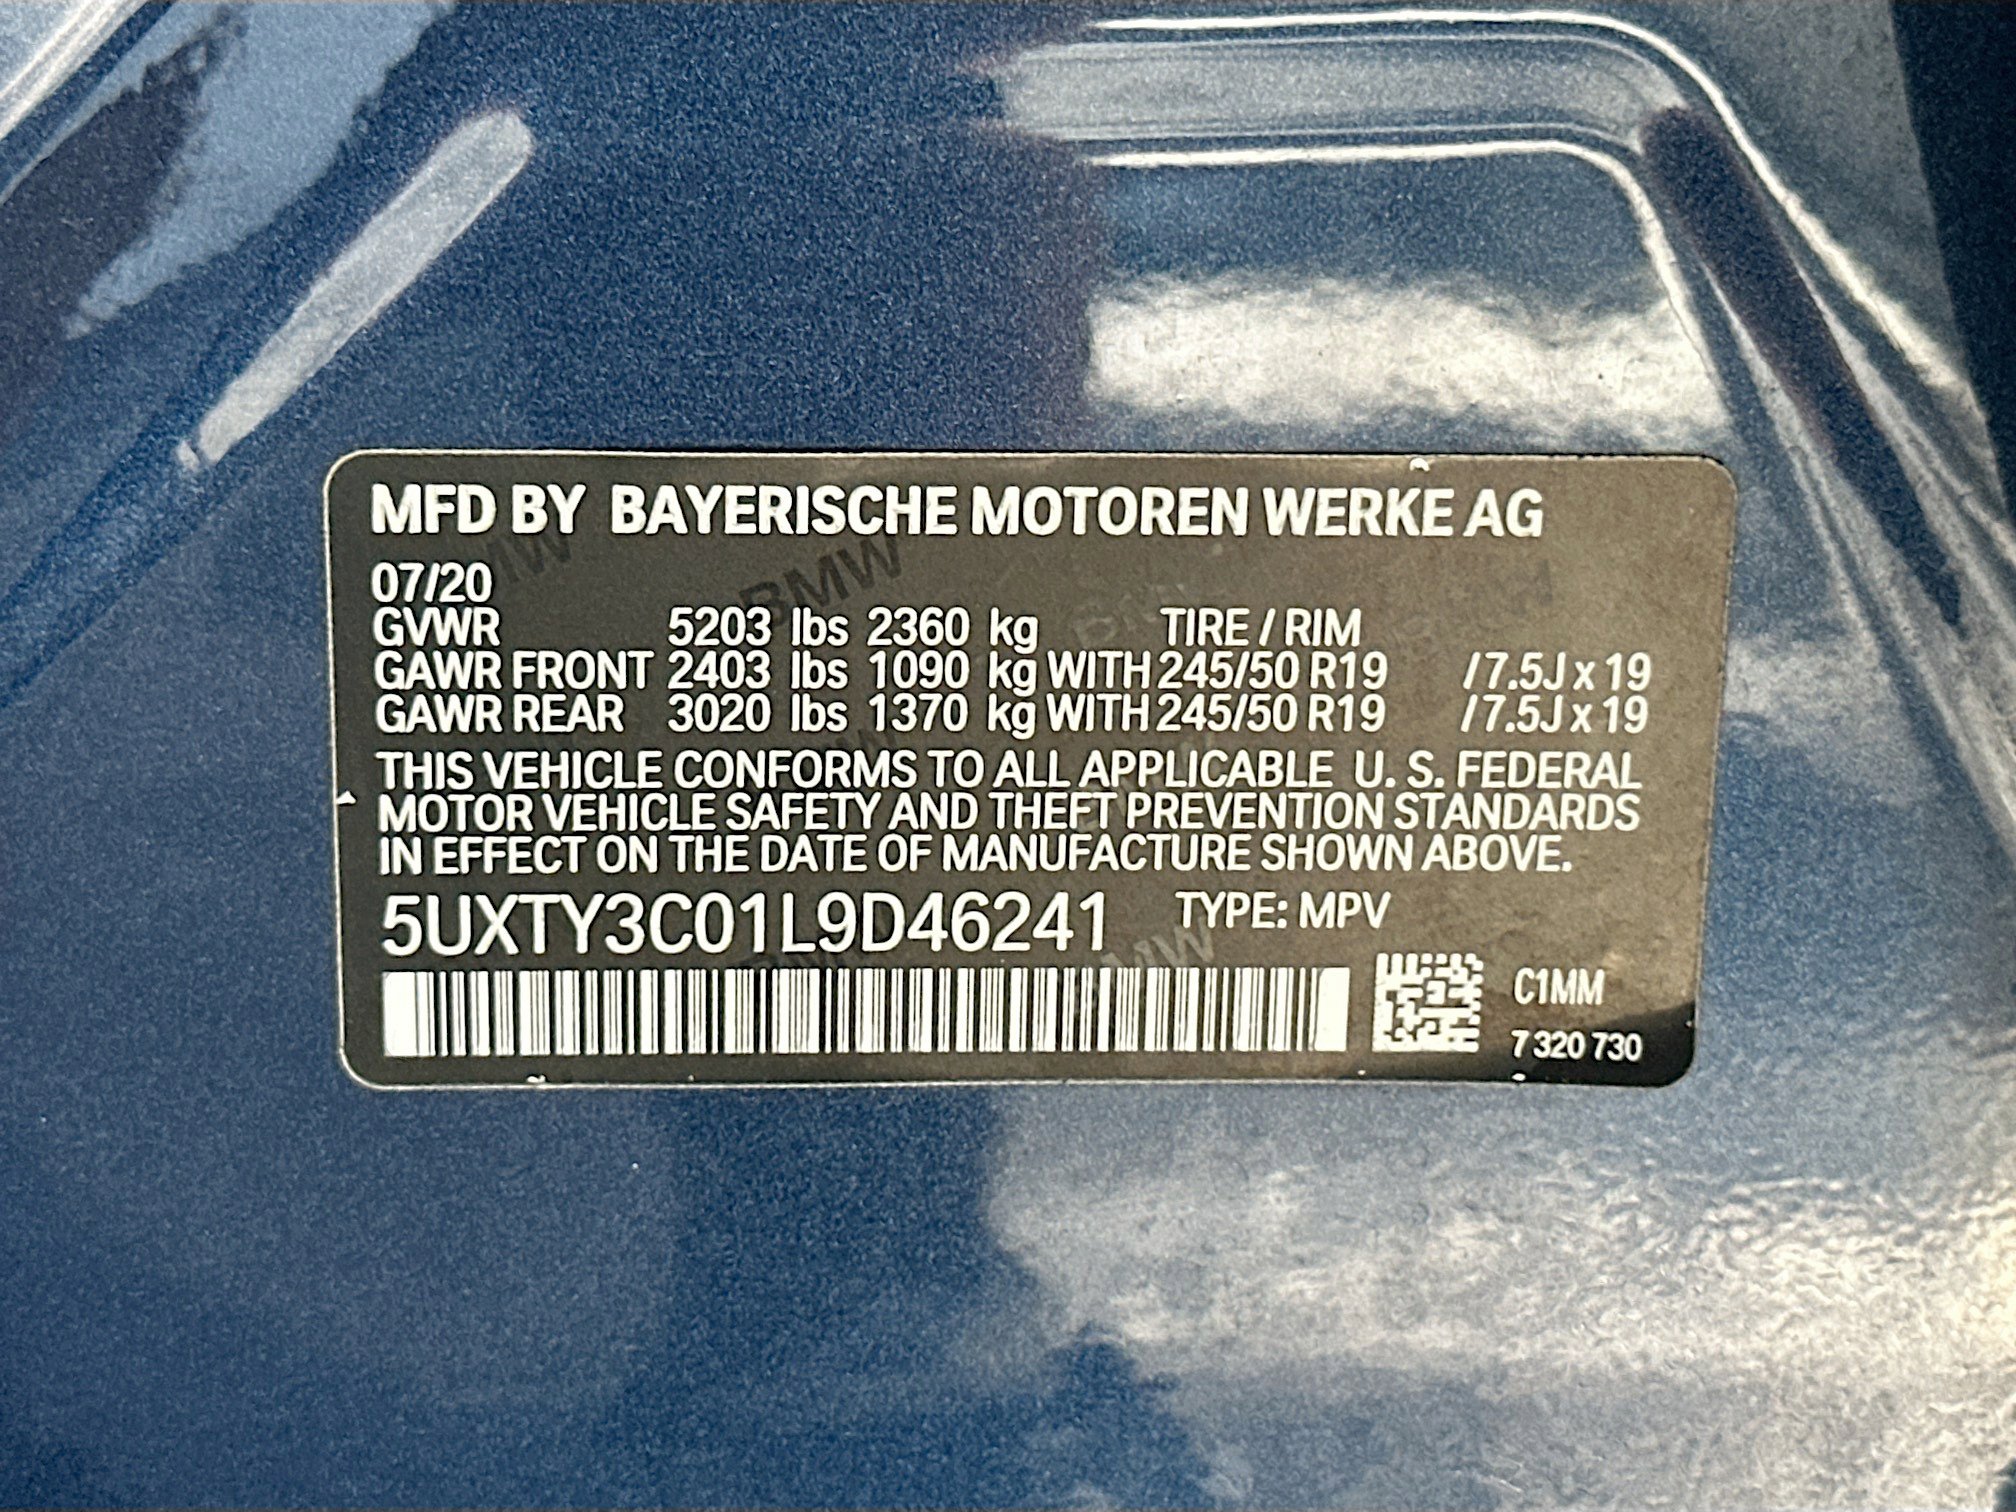 MFD BY BAYERISCHE MOTOREN WERKE AG
07/20
GVWR 5203 lbs 2360 kg TIRE / RIM
GAWR FRONT 2403 lbs 1090 kg WITH 245/50 R19 / 7.5J x 19
GAWR REAR 3020 lbs 1370 kg WITH 245/50 R19 / 7.5J x 19
THIS VEHICLE CONFORMS TO ALL APPLICABLE U. S. FEDERAL
MOTOR VEHICLE SAFETY AND THEFT PREVENTION STANDARDS
IN EFFECT ON THE DATE OF MANUFACTURE SHOWN ABOVE.
5UXTY3C01L9D46241 TYPE: MPV
C1MM
7 320 730